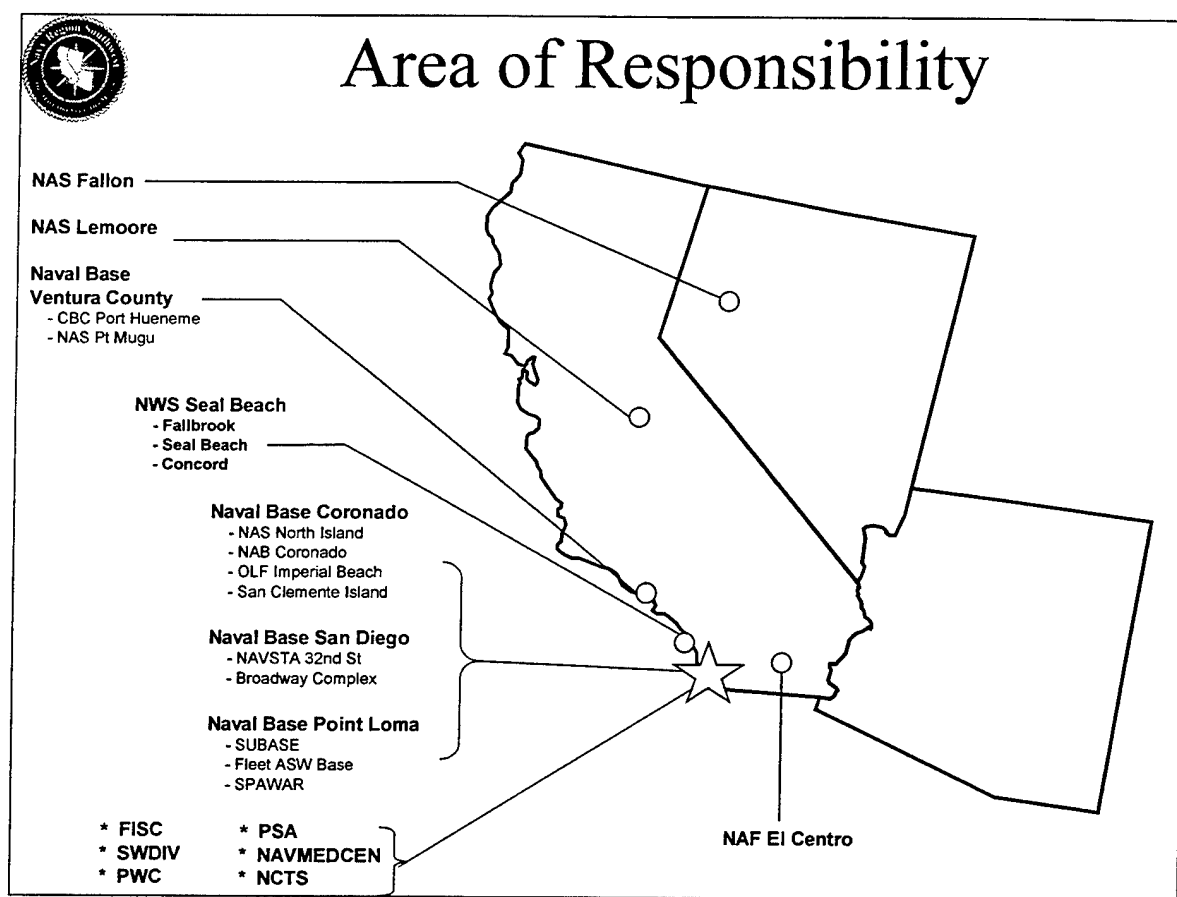 Navy Region Southwest
Area of Responsibility
NAS Fallon
NAS Lemoore
Naval Base
Ventura County
- CBC Port Hueneme
- NAS Pt Mugu
NWS Seal Beach
- Fallbrook
- Seal Beach
- Concord
Naval Base Coronado
- NAS North Island
- NAB Coronado
- OLF Imperial Beach
- San Clemente Island
Naval Base San Diego
- NAVSTA 32nd St
- Broadway Complex
Naval Base Point Loma
- SUBASE
- Fleet ASW Base
- SPAWAR
* FISC * PSA
* SWDIV * NAVMEDCEN
* PWC * NCTS
NAF El Centro